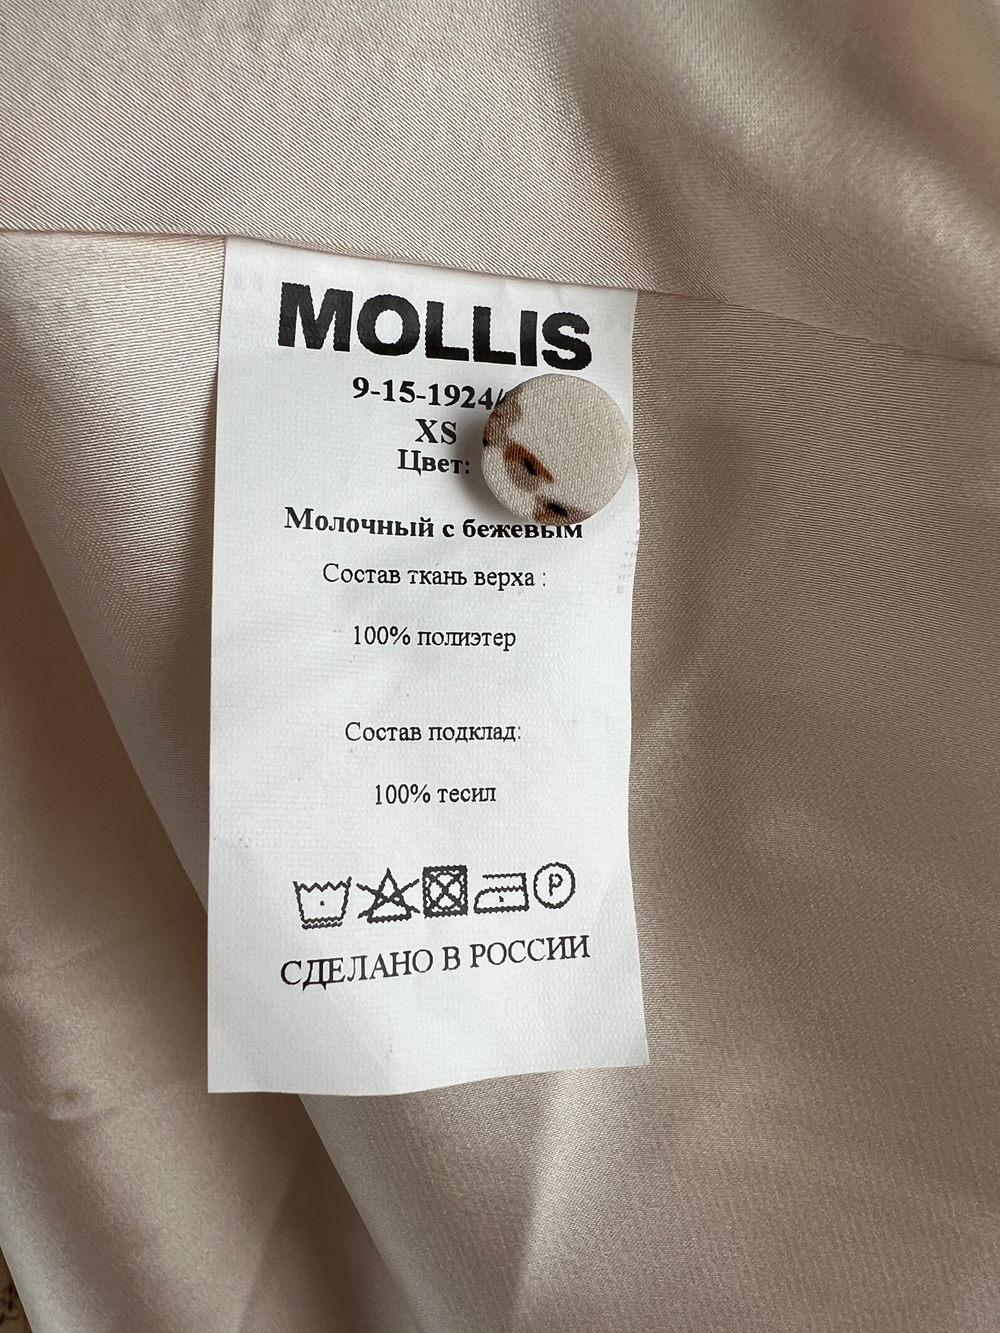 MOLLIS
9-15-1924/
XS
Цвет:
Молочный с бежевым
Состав ткань верха :
100% полиэтер
Состав подклад:
100% тесил
P
СДЕЛАНО В РОССИИ